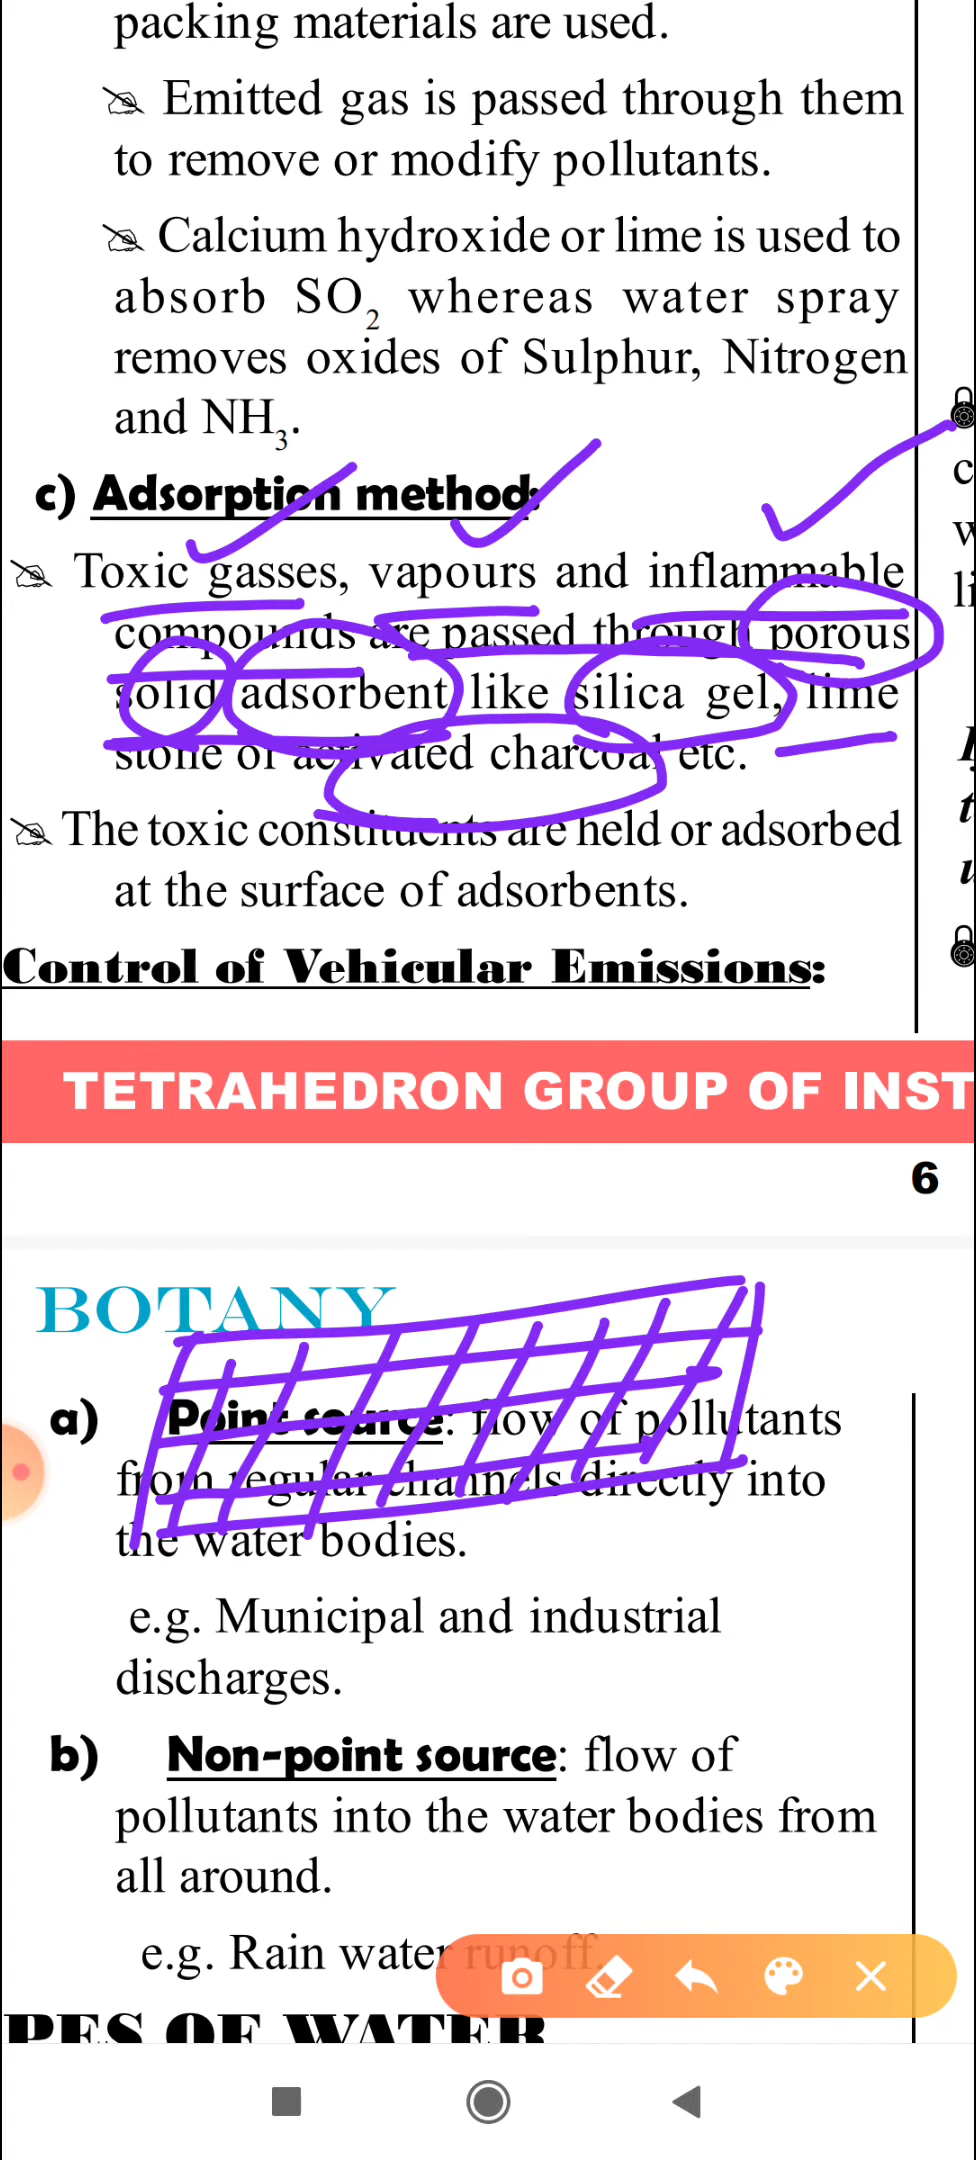 packing materials are used.
Emitted gas is passed through them
to remove or modify pollutants.
Calcium hydroxide or lime is used to
absorb SO₂ whereas water spray
removes oxides of Sulphur, Nitrogen
and NH₃.
c) Adsorption method:
Toxic gasses, vapours and inflammable
compounds are passed through porous
solid adsorbent like silica gel, lime
stone or activated charcoal etc.
The toxic constituents are held or adsorbed
at the surface of adsorbents.
Control of Vehicular Emissions:
TETRAHEDRON GROUP OF INST
6
BOTANY
a) Point source: flow of pollutants
from regular channels directly into
the water bodies.
e.g. Municipal and industrial
discharges.
b) Non-point source: flow of
pollutants into the water bodies from
all around.
e.g. Rain water runoff.
PES OF WATER